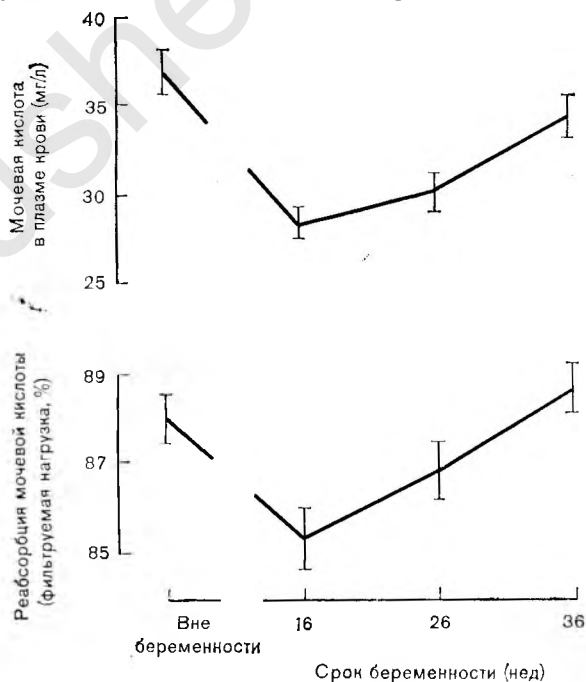 40
Мочевая кислота
в плазме крови (мг/л)
35
30
25
Реабсорбция мочевой кислоты
(фильтруемая нагрузка, %)
89
87
85
Вне
беременности
16
26
36
Срок беременности (нед)